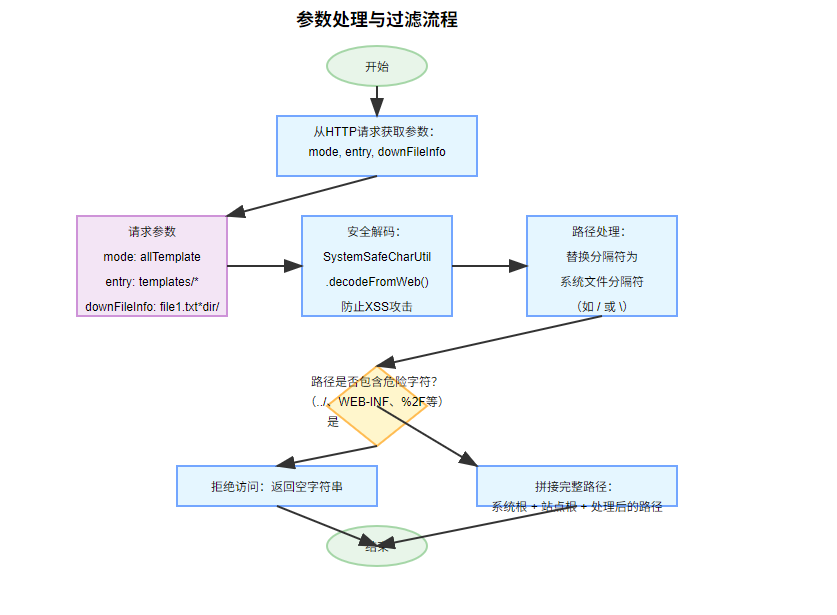 参数处理与过滤流程
开始
从HTTP请求获取参数：
mode, entry, downFileInfo
请求参数
mode: allTemplate
entry: templates/*
downFileInfo: file1.txt*dir/
安全解码：
SystemSafeCharUtil
.decodeFromWeb()
防止XSS攻击
路径处理：
替换分隔符为
系统文件分隔符
（如 / 或 \）
路径是否包含危险字符？
（../、WEB-INF、%2F等）
是
拒绝访问：返回空字符串
拼接完整路径：
系统根 + 站点根 + 处理后的路径
结束